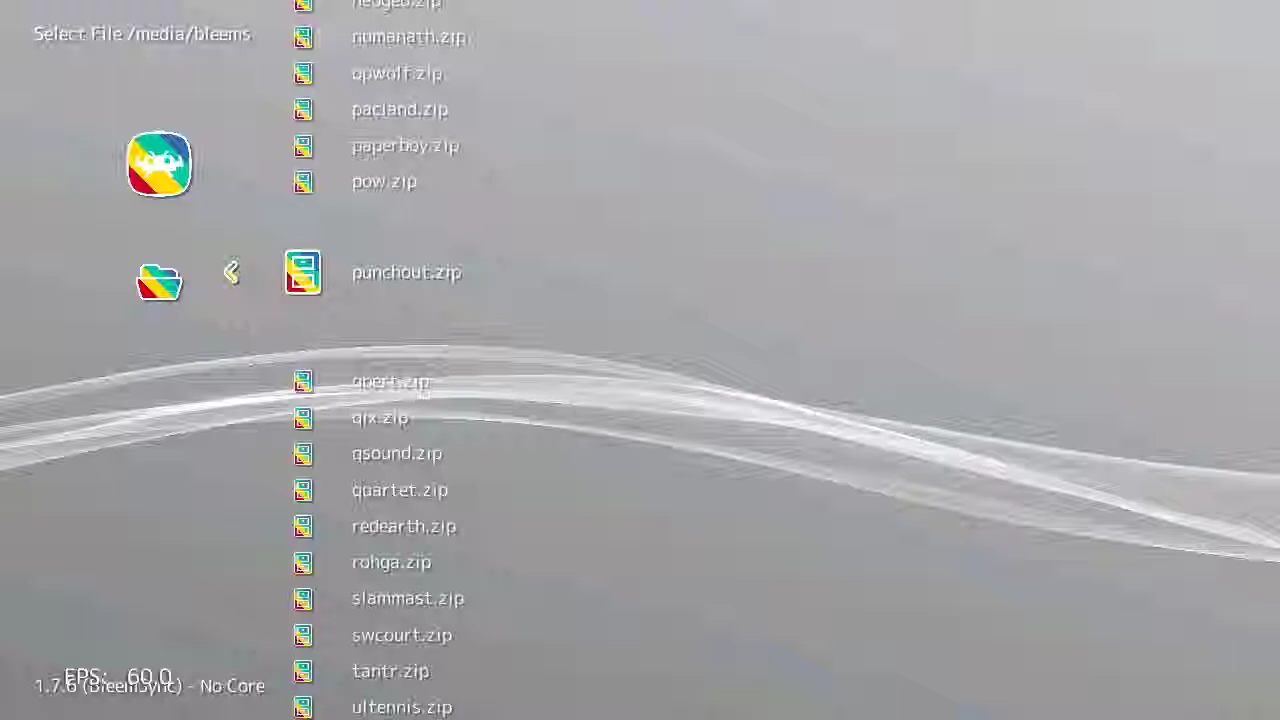 Select File /media/bleems
neogeo.zip
numanath.zip
opwolf.zip
pacland.zip
paperboy.zip
pow.zip
punchout.zip
qbert.zip
qix.zip
qsound.zip
quartet.zip
redearth.zip
rohga.zip
slammast.zip
swcourt.zip
tantr.zip
ultennis.zip
FPS: 60.0
1.7.6 (BleemSync) - No Core